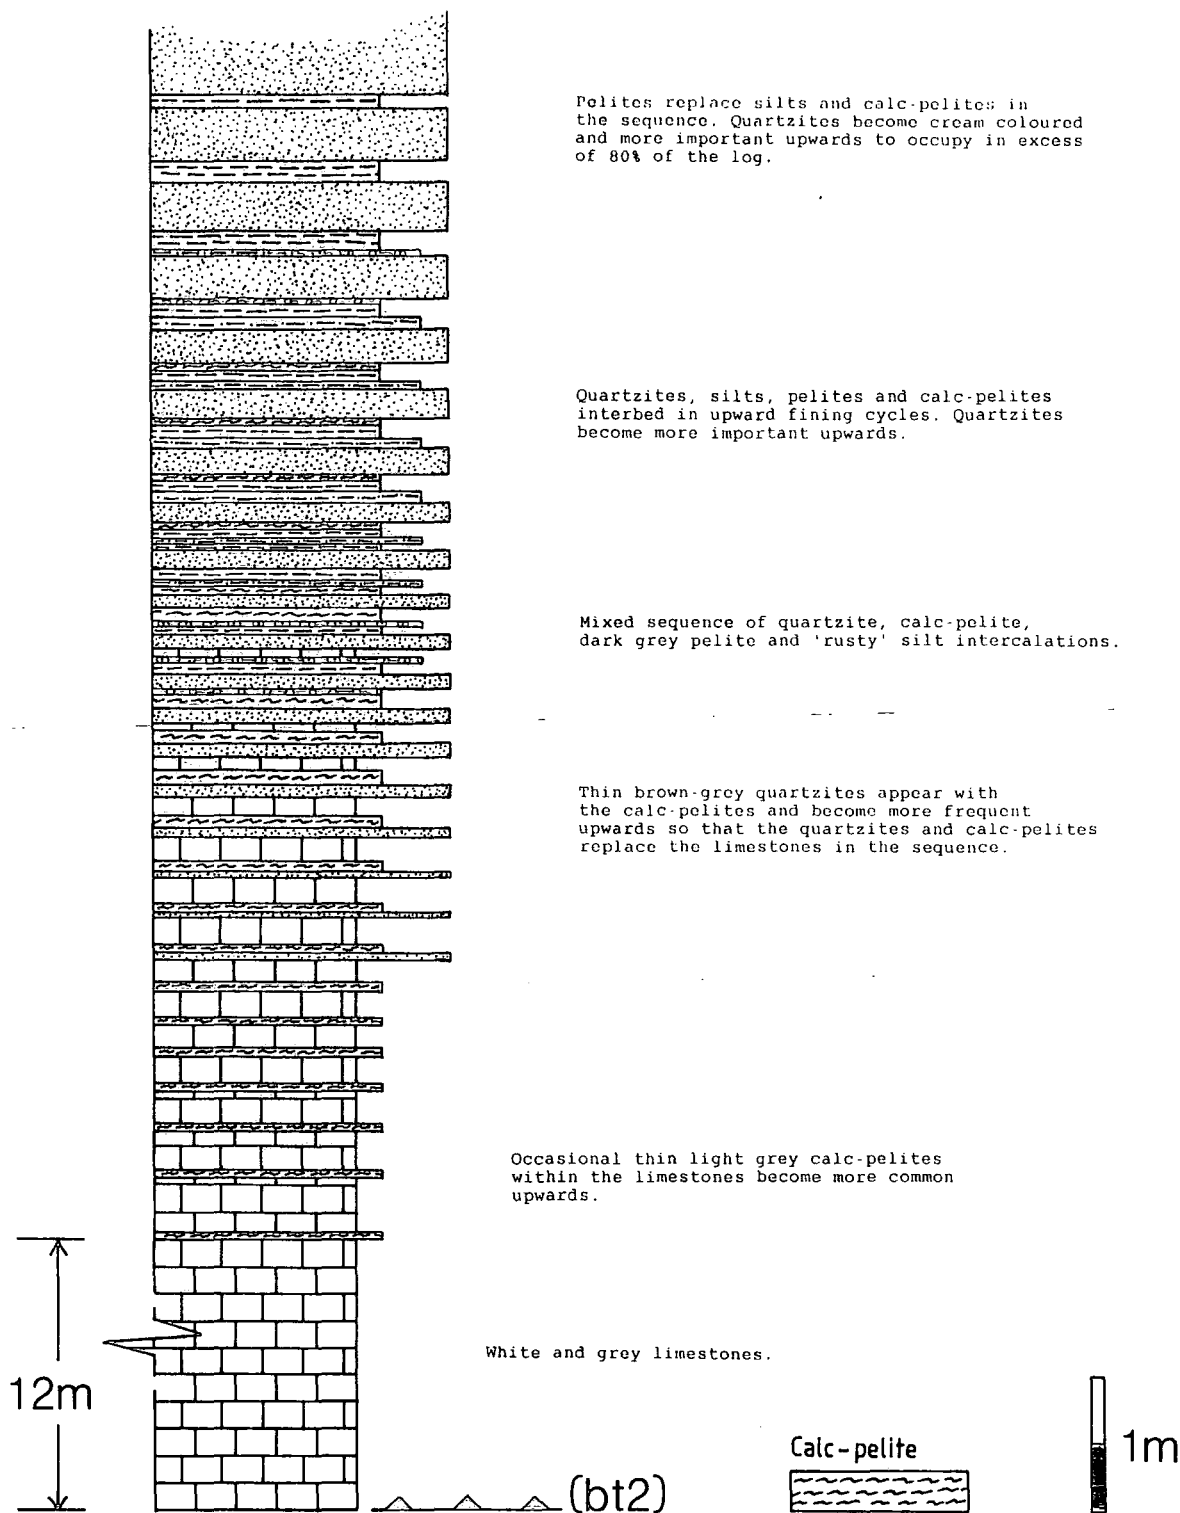 Pelites replace silts and calc-pelites in
the sequence. Quartzites become cream coloured
and more important upwards to occupy in excess
of 80% of the log.
Quartzites, silts, pelites and calc-pelites
interbed in upward fining cycles. Quartzites
become more important upwards.
Mixed sequence of quartzite, calc-pelite,
dark grey pelite and 'rusty' silt intercalations.
Thin brown-grey quartzites appear with
the calc-pelites and become more frequent
upwards so that the quartzites and calc-pelites
replace the limestones in the sequence.
Occasional thin light grey calc-pelites
within the limestones become more common
upwards.
White and grey limestones.
12m
(bt2)
Calc-pelite
1m